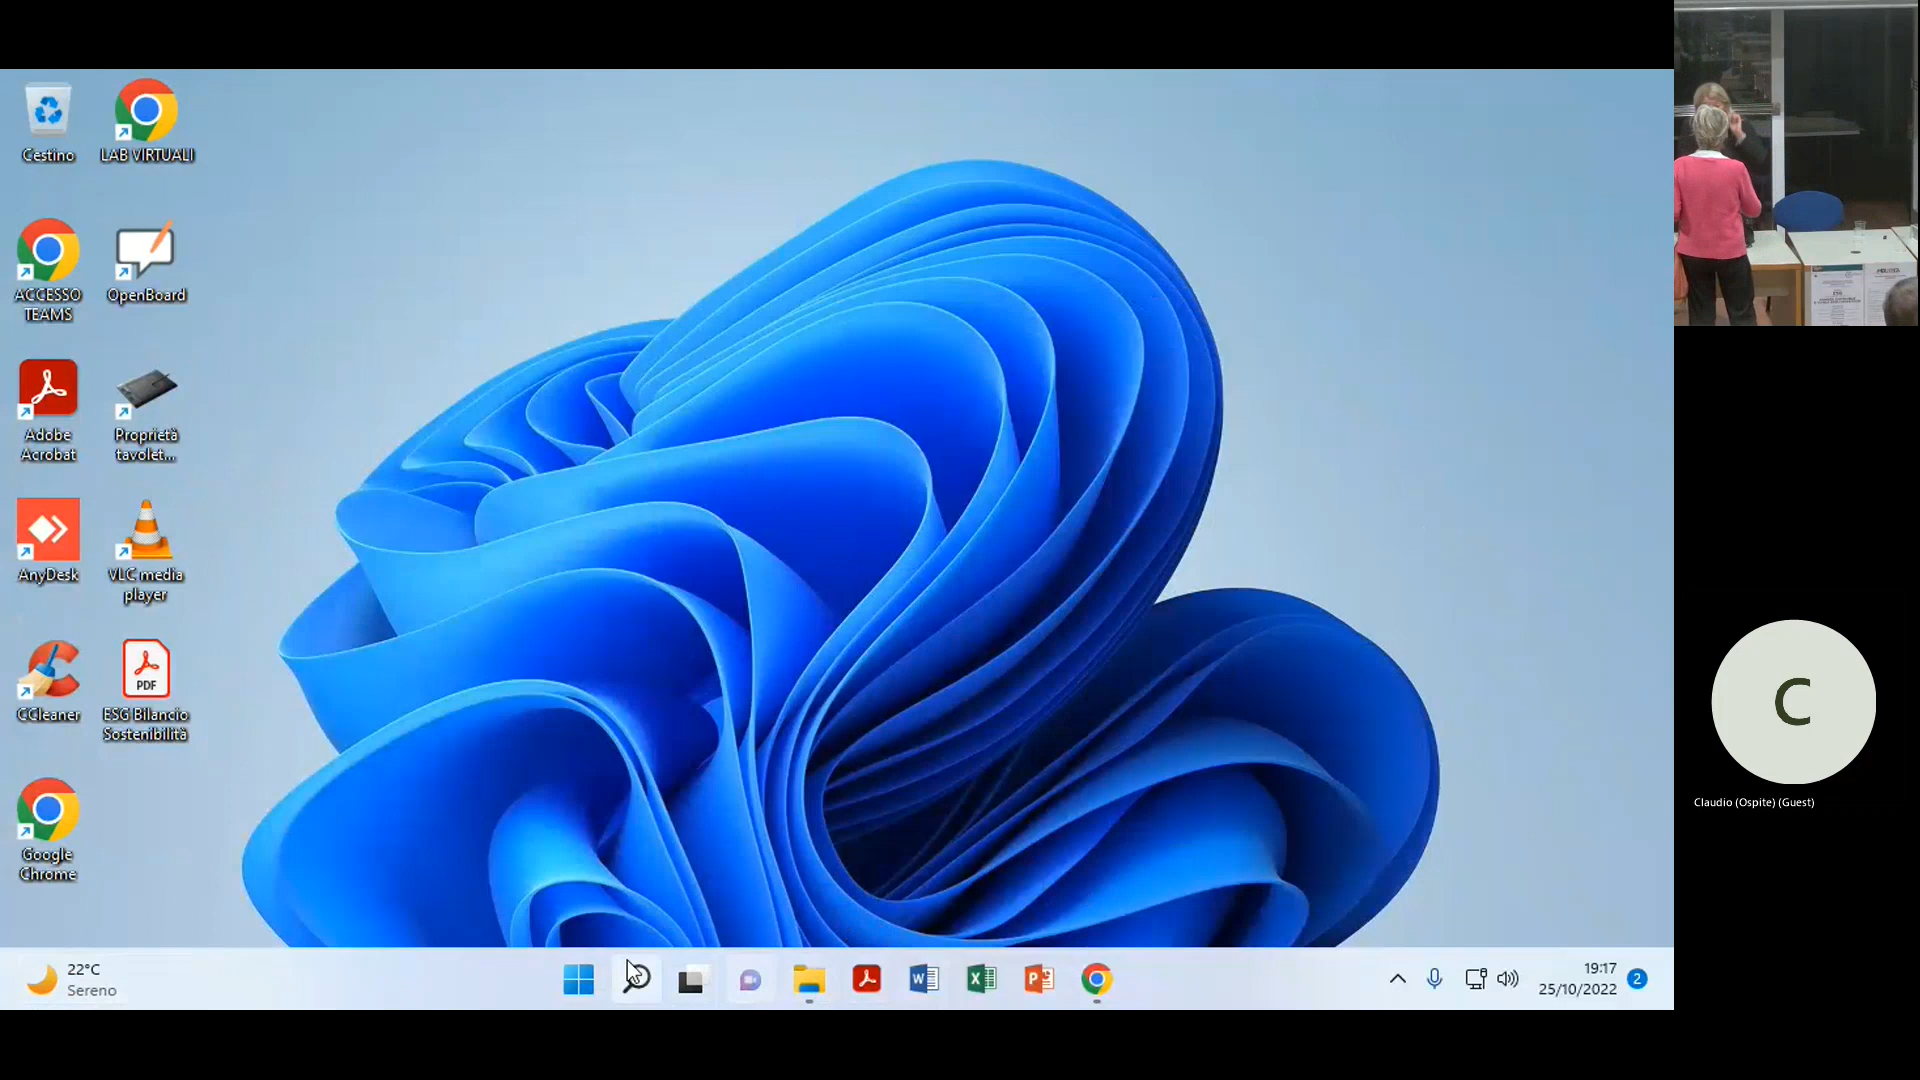 Cestino
LAB VIRTUALI
ACCESSO
TEAMS
OpenBoard
Adobe
Acrobat
Proprietà
tavolet...
AnyDesk
VLC media
player
CCleaner
PDF
ESG Bilancio
Sostenibilità
Google
Chrome
C
Claudio (Ospite) (Guest)
22°C
Sereno
19:17
25/10/2022
2